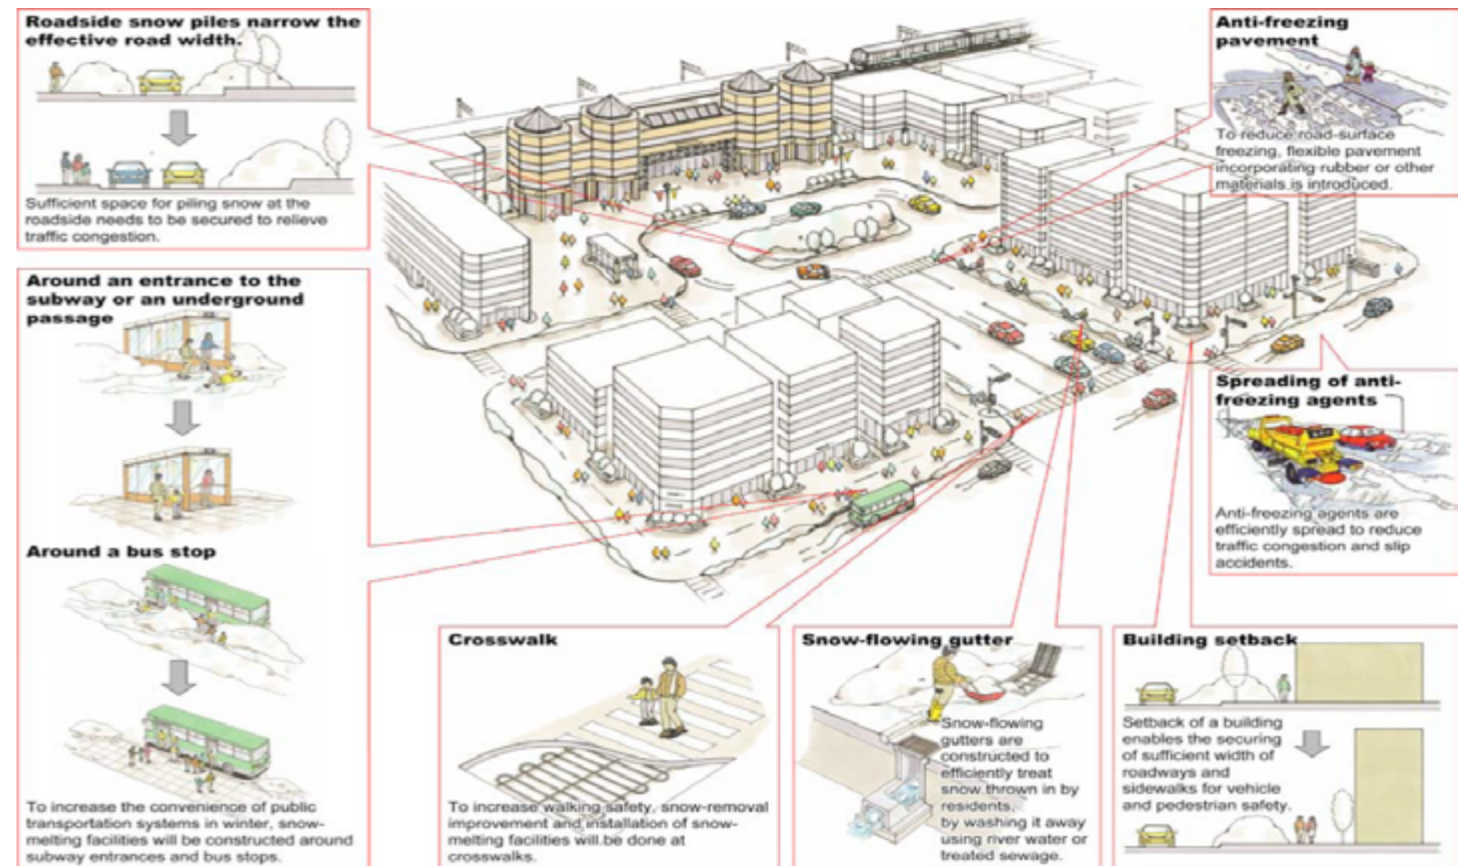 Roadside snow piles narrow the
effective road width.
Sufficient space for piling snow at the
roadside needs to be secured to relieve
traffic congestion.
Around an entrance to the
subway or an underground
passage
Around a bus stop
To increase the convenience of public
transportation systems in winter, snow-
melting facilities will be constructed around
subway entrances and bus stops.
Crosswalk
To increase walking safety, snow-removal
improvement and installation of snow-
melting facilities will be done at
crosswalks.
Snow-flowing gutter
Snow-flowing
gutters are
constructed to
efficiently treat
snow thrown in by
residents,
by washing it away
using river water or
treated sewage.
Building setback
Setback of a building
enables the securing
of sufficient width of
roadways and
sidewalks for vehicle
and pedestrian safety.
Anti-freezing
pavement
To reduce road-surface
freezing, flexible pavement
incorporating rubber or other
materials is introduced.
Spreading of anti-
freezing agents
Anti-freezing agents are
efficiently spread to reduce
traffic congestion and slip
accidents.